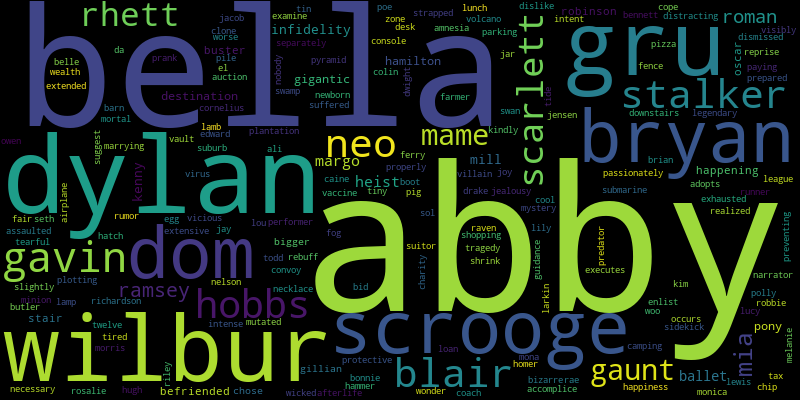 rhett
jacob
clone
worse
da
belle
wealth
extended
pile
prank
el
auction
barn
mortal
destination
cornelius
buster
examine
separately
infidelity
tin
poe
zone
desk
strapped
console
nobody
swamp
pyramid
gigantic
newborn
suffered
colin
hamilton
dwight
bella
lunch
volcano
amnesia
parking
jar
farmer
swan
kindly
scarlett
dislike
intent
tide
jensen
gru
robinson
bennett
cope
distracting
roman
visibly
dismissed
reprise
oscar
pizza
paying
fence
prepared
stalker
downstairs
legendary
bryan
brian
owen
lamb
plantation
edward
neo
mame
suggest
marrying
vault
suburb
ali
margo
ferry
properly
mill
villain
joy
happening
passionately
league
adopts
kenny
virus
caine
heist
boot
vaccine
tiny
pig
drake
jealousy
submarine
exhausted
runner
realized
dylan
airplane
fair
seth
rumor
egg
vicious
lou
performer
sol
cool
mystery
assaulted
tearful
hatch
extensive
jay
fog
raven
suitor
shopping
tragedy
shrink
lily
guidance
predator
preventing
abby
gavin
dom
bigger
todd
rebuff
convoy
charity
executes
narrator
slightly
plotting
nelson
necklace
bid
kim
polly
robbie
minion
lamp
ramsey
hobbs
larkin
enlist
woo
lucy
butler
richardson
stair
twelve
intense
mutated
scrooge
occurs
sidekick
pony
mia
melanie
wilbur
tired
morris
loan
mona
homer
camping
protective
gillian
blair
gaunt
ballet
lewis
tax
chip
riley
bonnie
hammer
wonder
coach
bizarrerae
accomplice
happiness
monica
necessary
rosalie
hugh
befriended
chose
wicked
afterlife